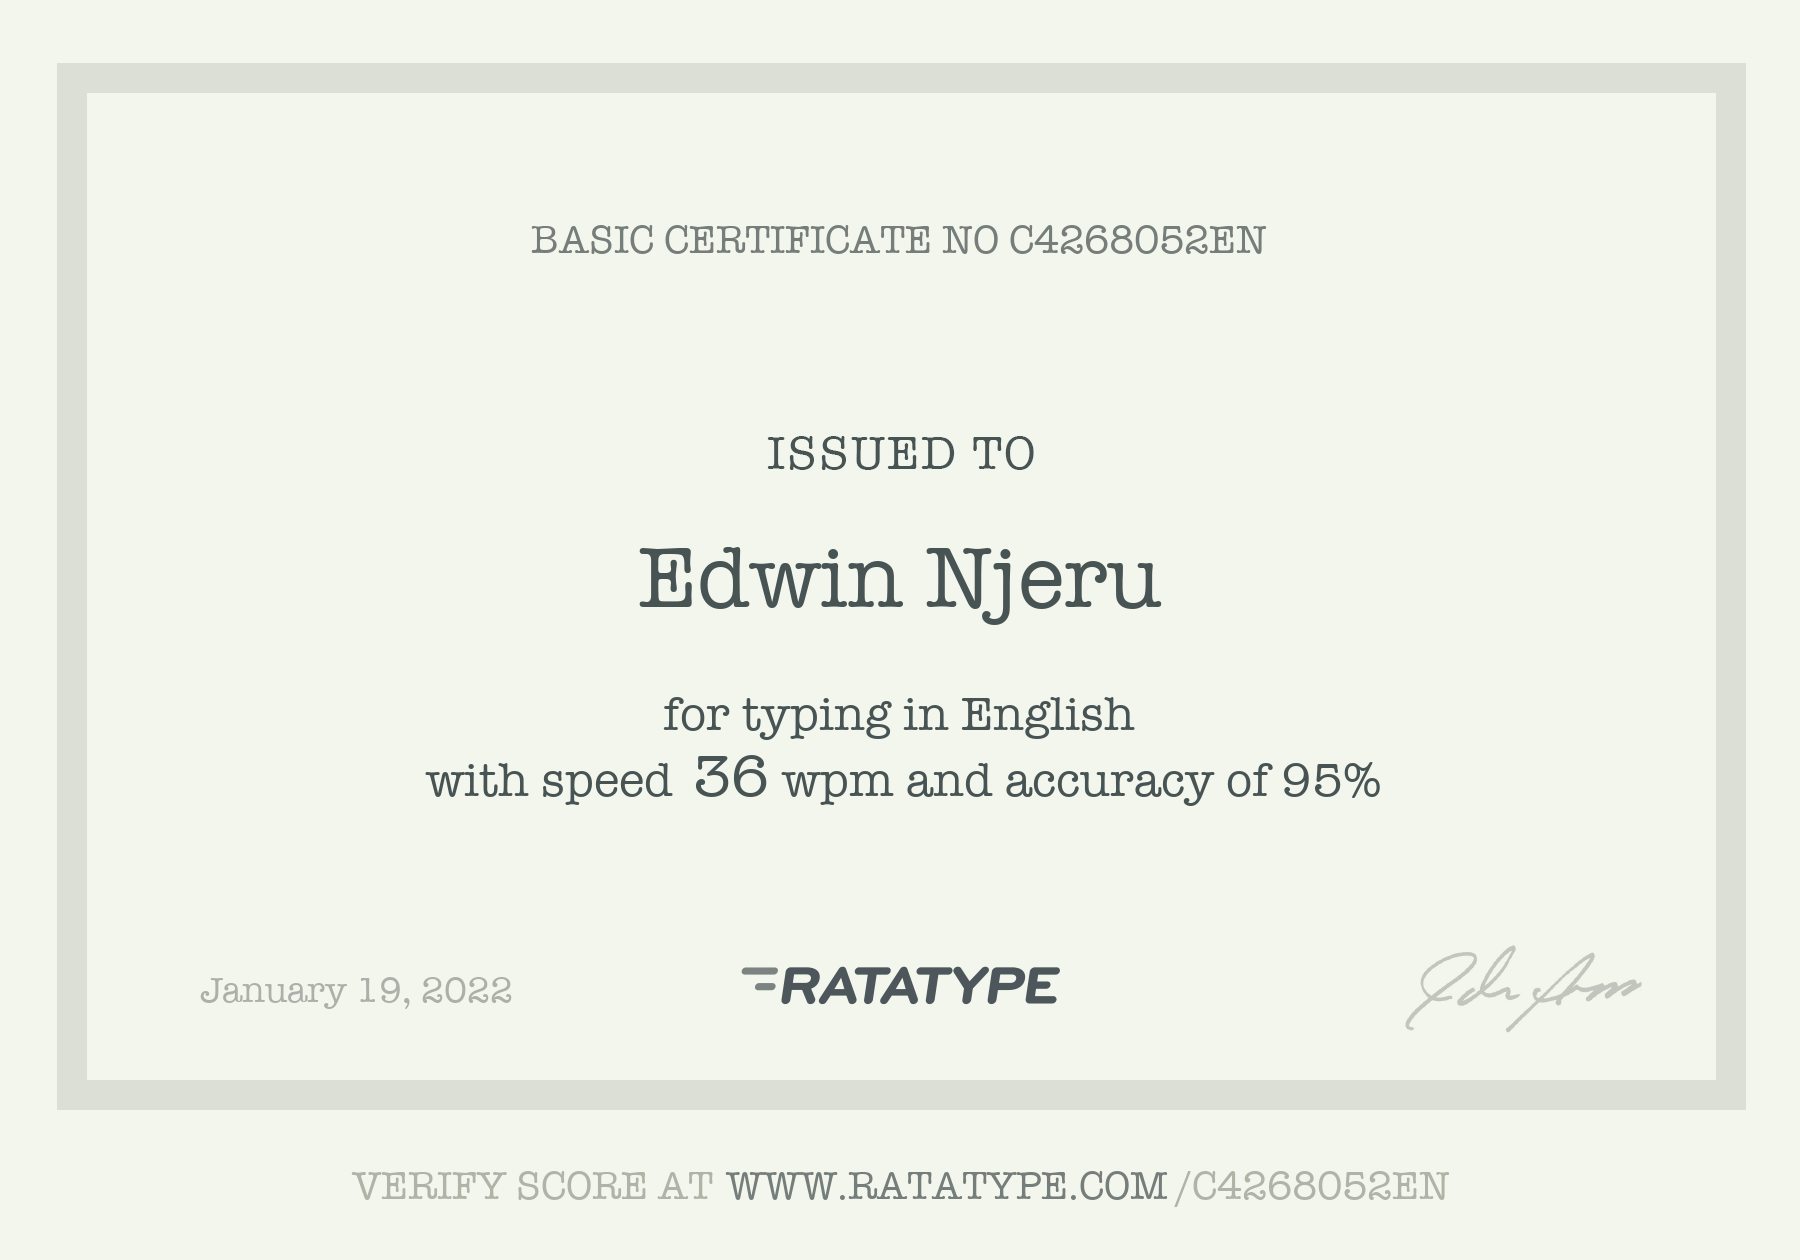 BASIC CERTIFICATE NO C4268052EN
ISSUED TO
Edwin Njeru
for typing in English
with speed 36 wpm and accuracy of 95%
January 19, 2022
RATATYPE
VERIFY SCORE AT WWW.RATATYPE.COM/C4268052EN